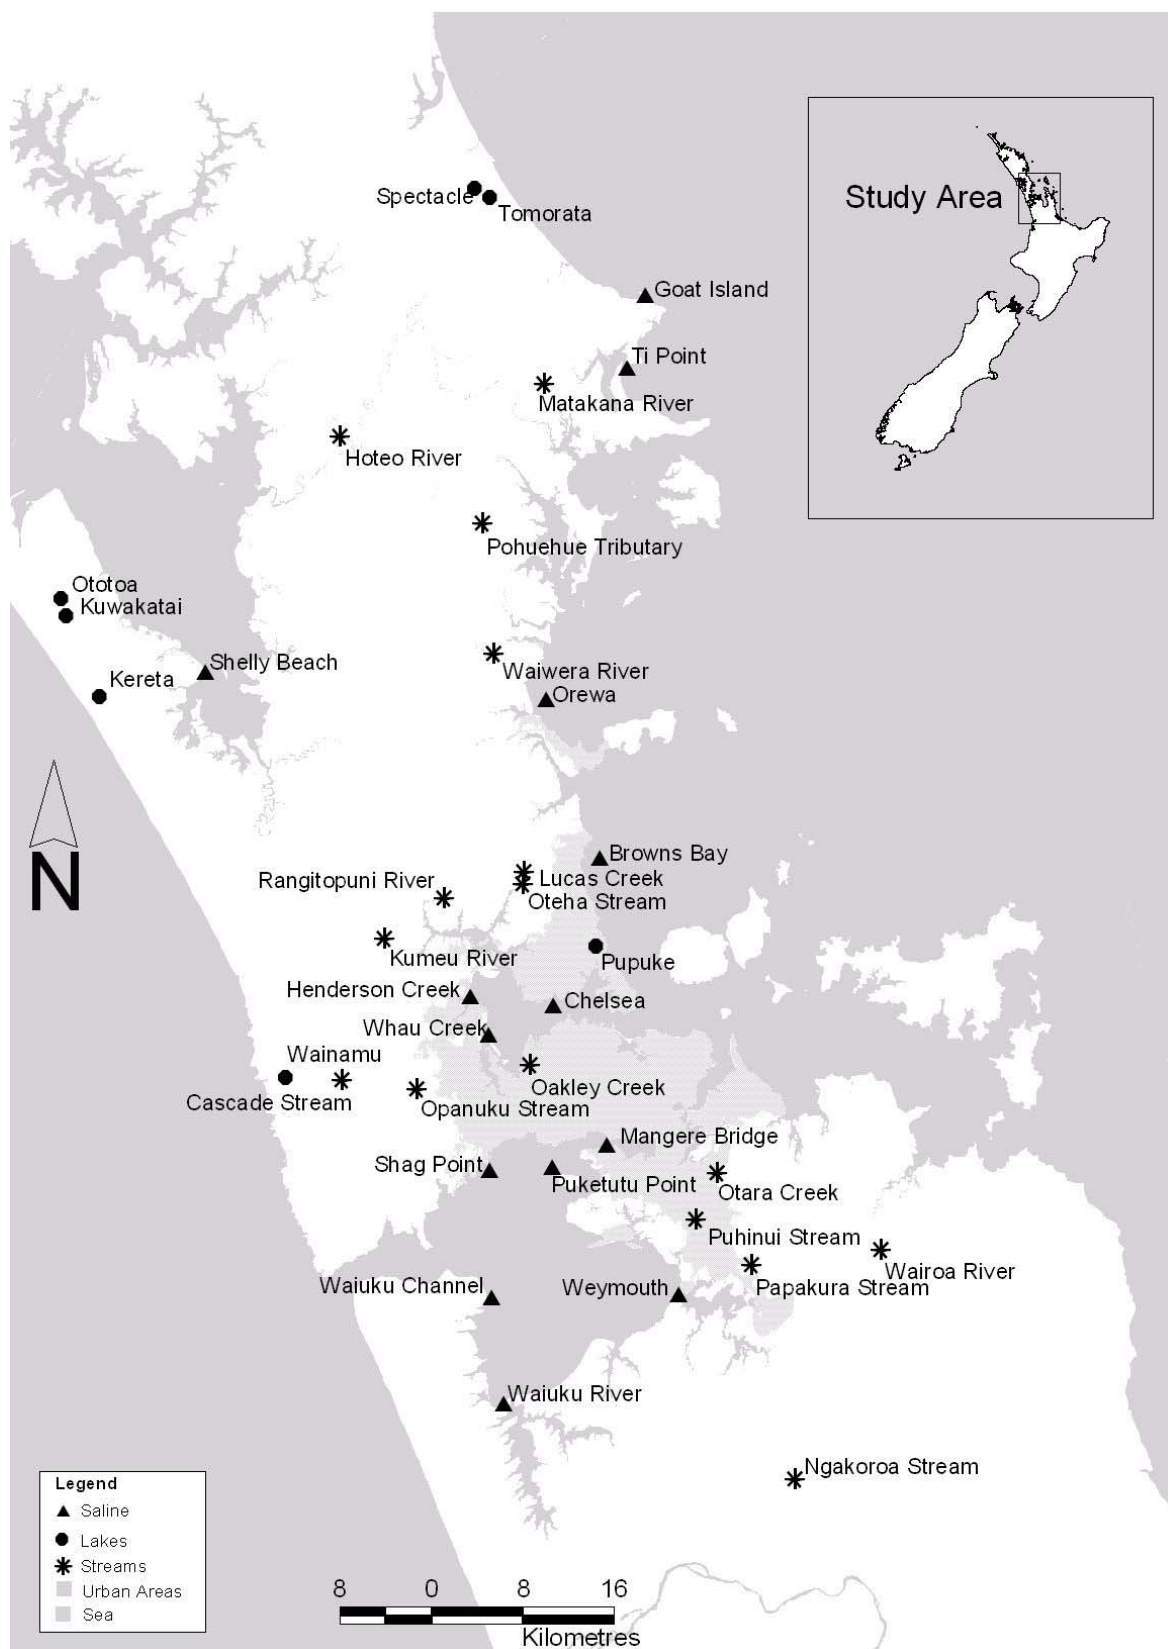 Spectacle
Tomorata
Study Area
Goat Island
Ti Point
Matakana River
Hoteo River
Pohuehue Tributary
Ototoa
Kuwakatai
Shelly Beach
Kereta
Waiwera River
Orewa
N
Browns Bay
Rangitopuni River
Lucas Creek
Oteha Stream
Kumeu River
Pupuke
Henderson Creek
Chelsea
Whau Creek
Wainamu
Oakley Creek
Cascade Stream
Opanuku Stream
Mangere Bridge
Shag Point
Puketutu Point
Otara Creek
Puhinui Stream
Wairoa River
Waiuku Channel
Weymouth
Papakura Stream
Waiuku River
Ngakoroa Stream
Legend
Saline
Lakes
Streams
Urban Areas
Sea
8 0 8 16
Kilometres